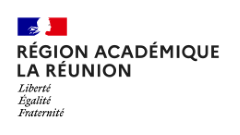 RÉGION ACADÉMIQUE
LA RÉUNION
Liberté
Égalité
Fraternité